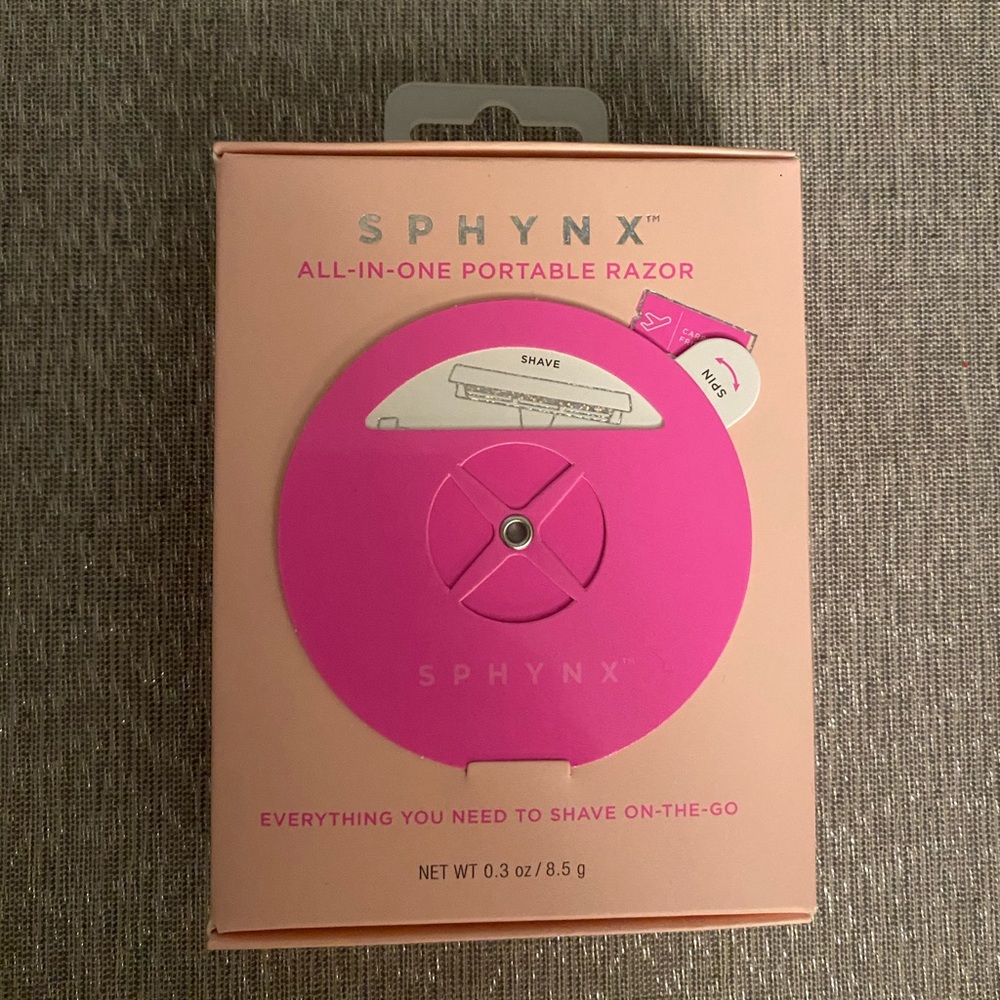 SPHYNX™
ALL-IN-ONE PORTABLE RAZOR
SHAVE
SPIN
SPHYNX™
EVERYTHING YOU NEED TO SHAVE ON-THE-GO
NET WT 0.3 oz / 8.5 g